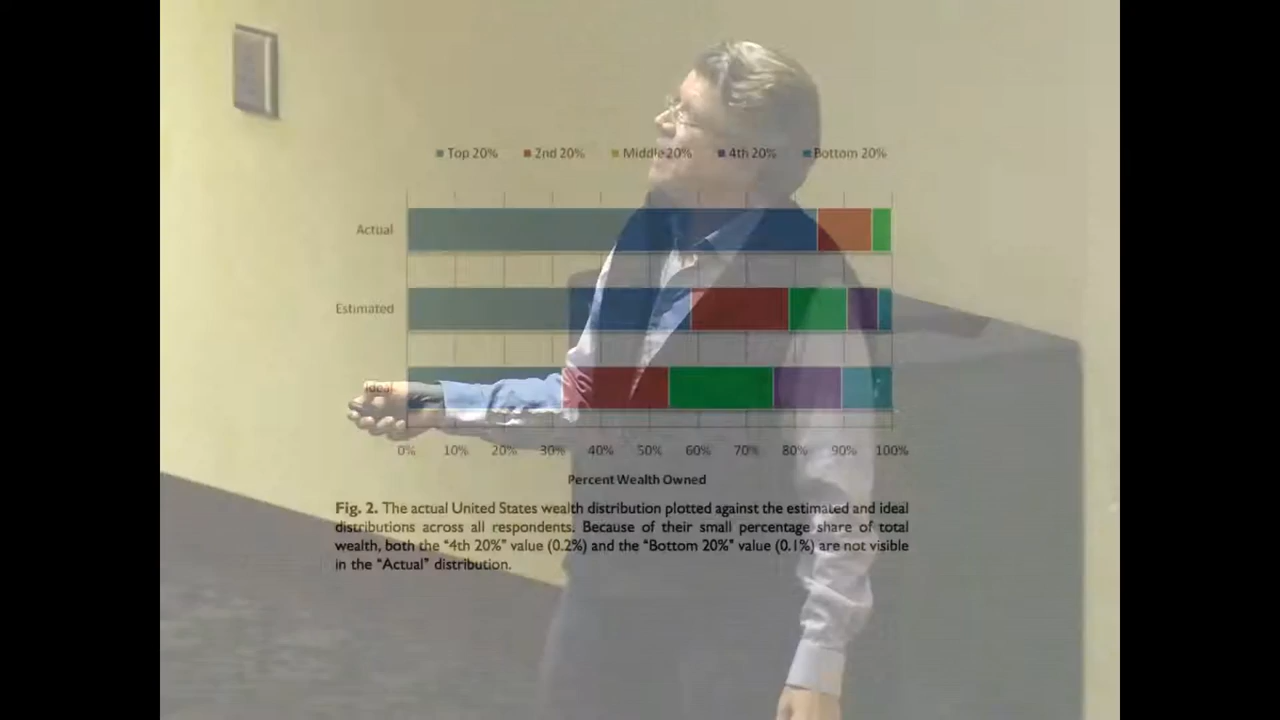 Top 20% 2nd 20% Middle 20% 4th 20% Bottom 20%
Actual
Estimated
Ideal
0% 10% 20% 30% 40% 50% 60% 70% 80% 90% 100%
Percent Wealth Owned
Fig. 2. The actual United States wealth distribution plotted against the estimated and ideal
distributions across all respondents. Because of their small percentage share of total
wealth, both the “4th 20%” value (0.2%) and the “Bottom 20%” value (0.1%) are not visible
in the “Actual” distribution.